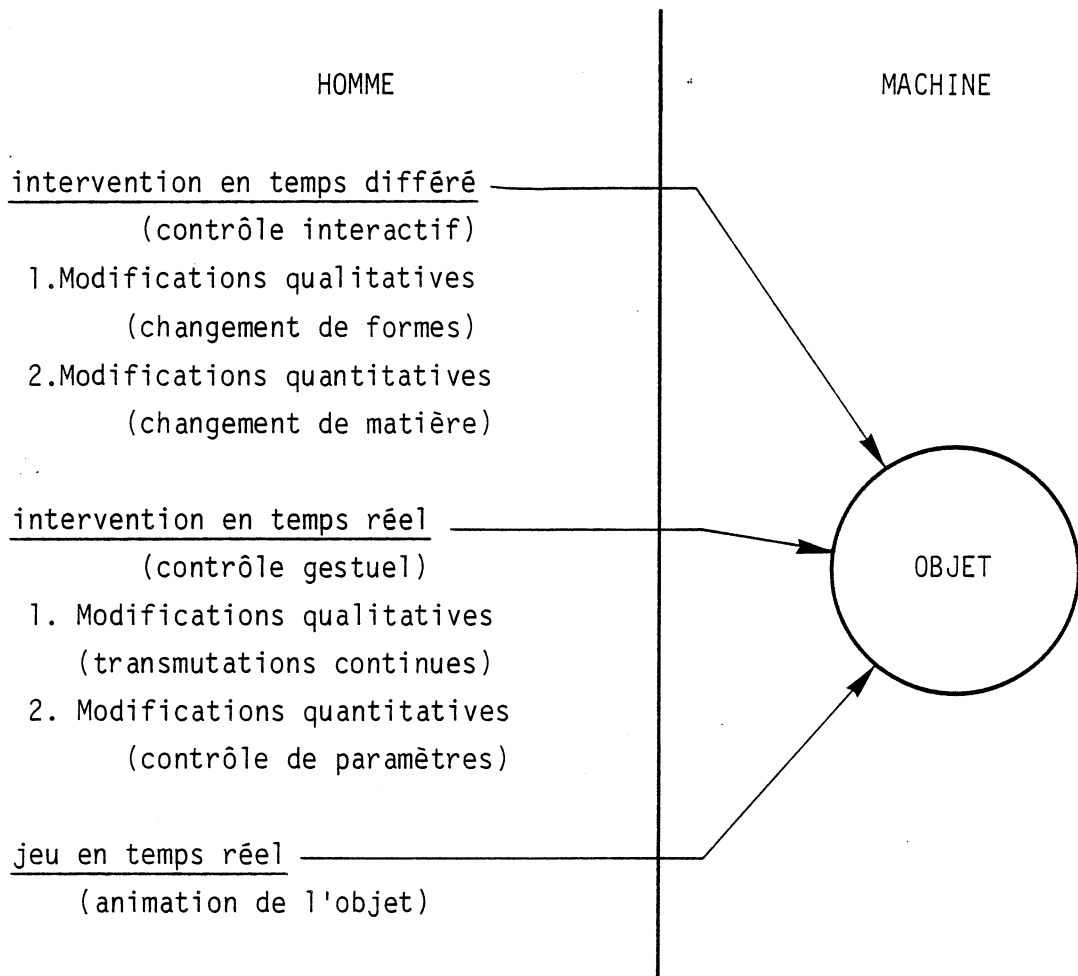 HOMME MACHINE
intervention en temps différé
(contrôle interactif)
1.Modifications qualitatives
(changement de formes)
2.Modifications quantitatives
(changement de matière)
intervention en temps réel
(contrôle gestuel)
1. Modifications qualitatives
(transmutations continues)
2. Modifications quantitatives
(contrôle de paramètres)
jeu en temps réel
(animation de l'objet)
OBJET